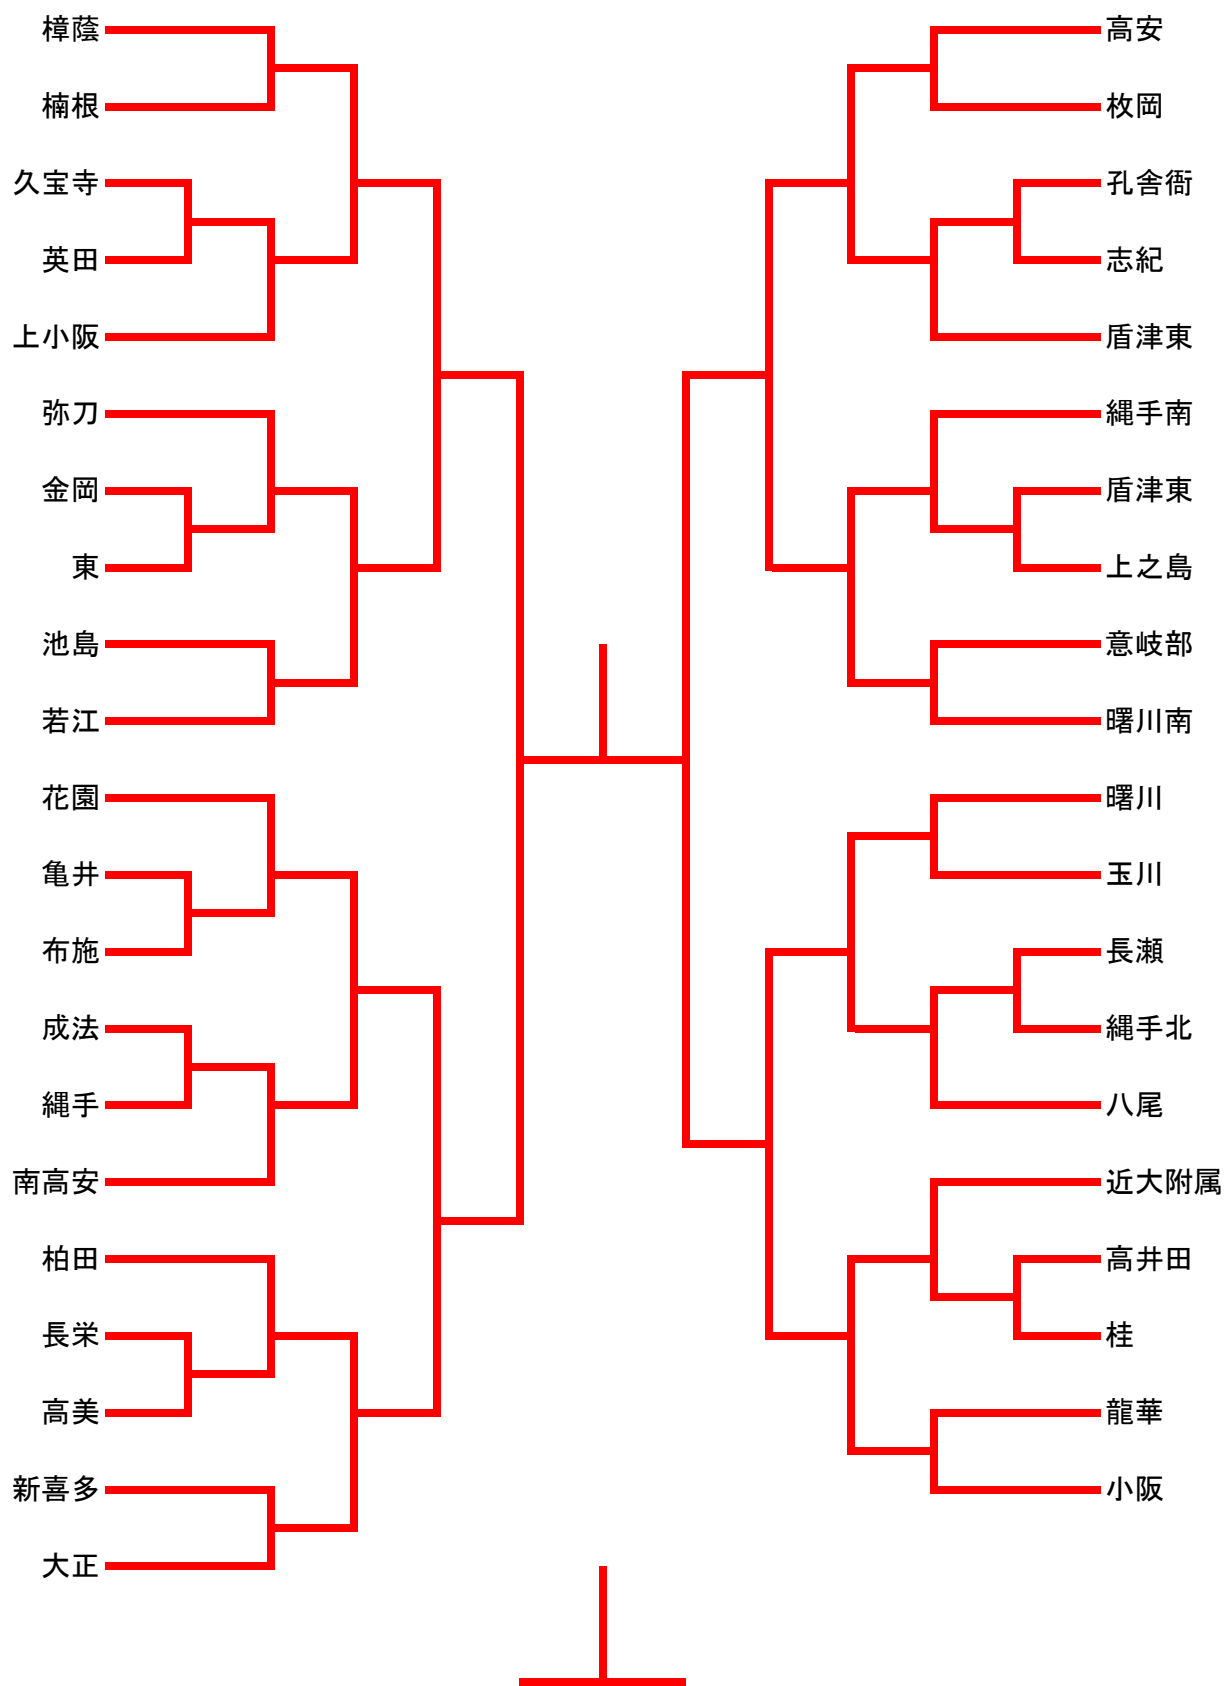 樟蔭
楠根
久宝寺
英田
上小阪
弥刀
金岡
東
池島
若江
花園
亀井
布施
成法
縄手
南高安
柏田
長栄
高美
新喜多
大正
高安
枚岡
孔舎衙
志紀
盾津東
縄手南
盾津東
上之島
意岐部
曙川南
曙川
玉川
長瀬
縄手北
八尾
近大附属
高井田
桂
龍華
小阪